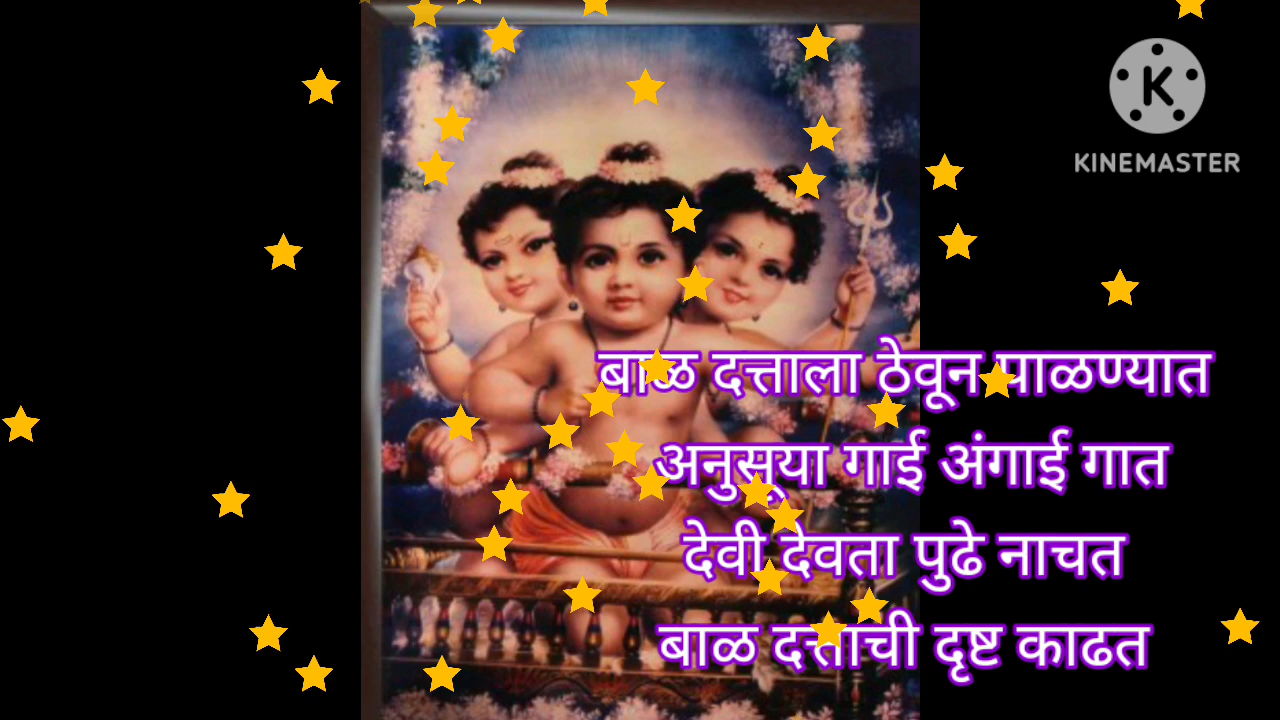 KINEMASTER
बाळ दत्ताला ठेवून पाळण्यात
अनुसूया गाई अंगाई गात
देवी देवता पुढे नाचत
बाळ दत्ताची दृष्ट काढत